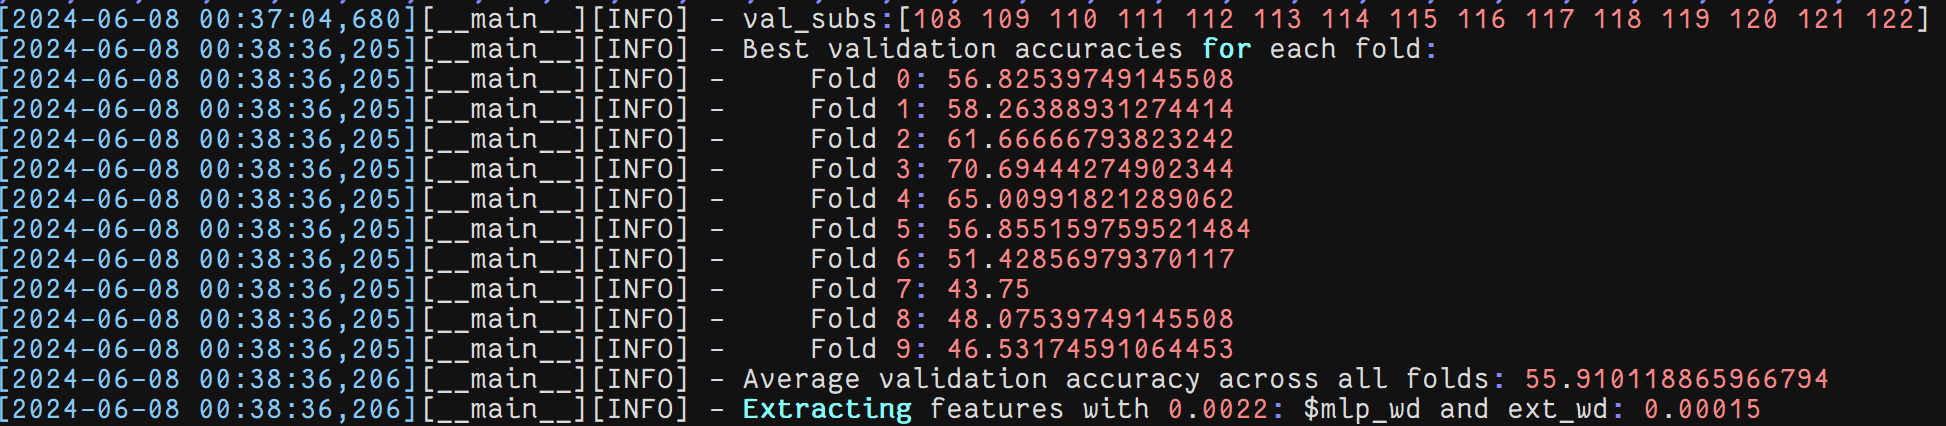 [2024-06-08 00:37:04,680][__main__][INFO] - val_subs:[108 109 110 111 112 113 114 115 116 117 118 119 120 121 122]
[2024-06-08 00:38:36,205][__main__][INFO] - Best validation accuracies for each fold:
[2024-06-08 00:38:36,205][__main__][INFO] -     Fold 0: 56.82539749145508
[2024-06-08 00:38:36,205][__main__][INFO] -     Fold 1: 58.26388931274414
[2024-06-08 00:38:36,205][__main__][INFO] -     Fold 2: 61.66666793823242
[2024-06-08 00:38:36,205][__main__][INFO] -     Fold 3: 70.69444274902344
[2024-06-08 00:38:36,205][__main__][INFO] -     Fold 4: 65.00991821289062
[2024-06-08 00:38:36,205][__main__][INFO] -     Fold 5: 56.855159759521484
[2024-06-08 00:38:36,205][__main__][INFO] -     Fold 6: 51.42856979370117
[2024-06-08 00:38:36,205][__main__][INFO] -     Fold 7: 43.75
[2024-06-08 00:38:36,205][__main__][INFO] -     Fold 8: 48.07539749145508
[2024-06-08 00:38:36,205][__main__][INFO] -     Fold 9: 46.53174591064453
[2024-06-08 00:38:36,206][__main__][INFO] - Average validation accuracy across all folds: 55.9101188865966794
[2024-06-08 00:38:36,206][__main__][INFO] - Extracting features with 0.0022: $mlp_wd and ext_wd: 0.00015